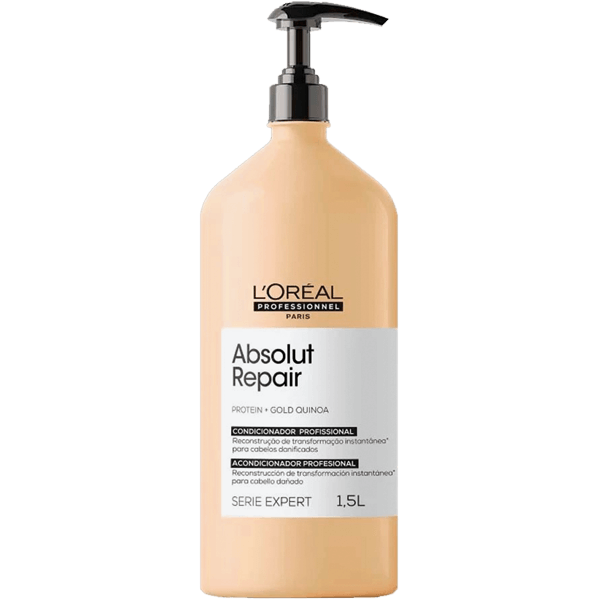 L'ORÉAL
PROFESSIONNEL
PARIS
Absolut
Repair
PROTEIN + GOLD QUINOA
CONDICIONADOR PROFISSIONAL
Reconstrução de transformação instantânea*
para cabelos danificados
ACONDICIONADOR PROFESIONAL
Reconstrucción de transformación instantánea*
para cabello dañado
SERIE EXPERT 1,5L